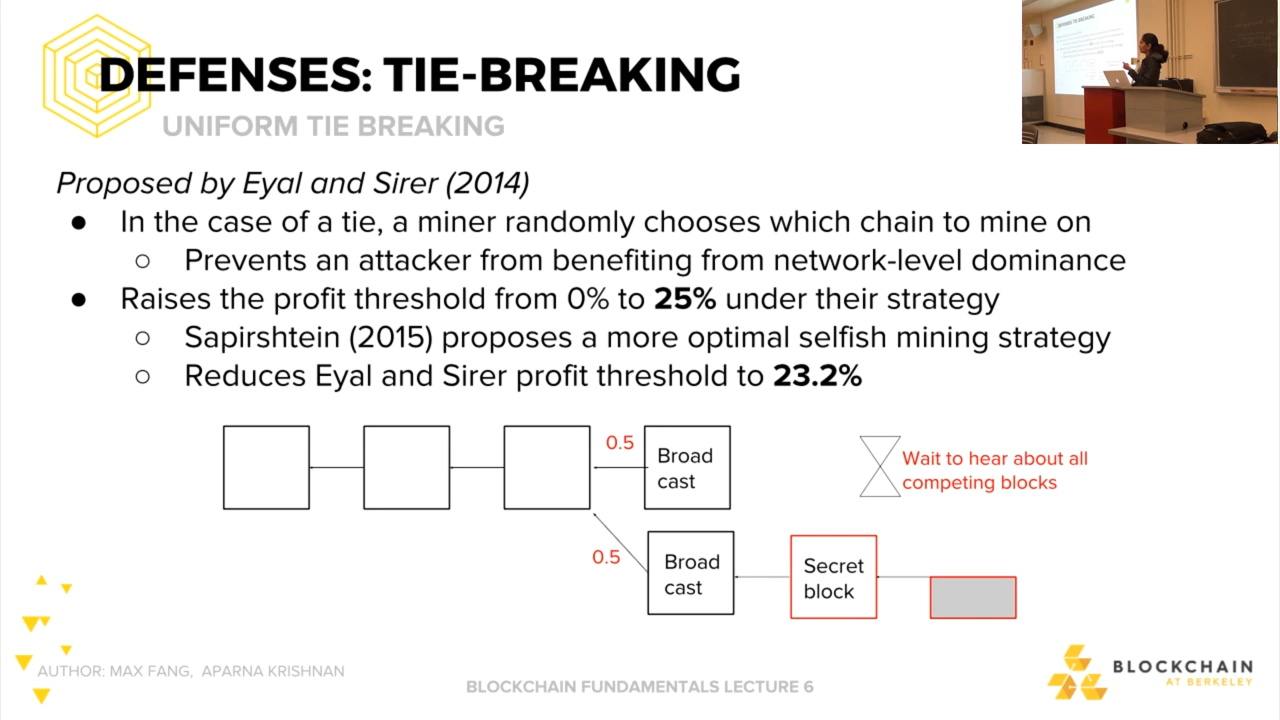 DEFENSES: TIE-BREAKING
UNIFORM TIE BREAKING
Proposed by Eyal and Sirer (2014)
● In the case of a tie, a miner randomly chooses which chain to mine on
○ Prevents an attacker from benefiting from network-level dominance
● Raises the profit threshold from 0% to 25% under their strategy
○ Sapirshtein (2015) proposes a more optimal selfish mining strategy
○ Reduces Eyal and Sirer profit threshold to 23.2%
0.5
Broad
cast
Wait to hear about all
competing blocks
0.5
Broad
cast
Secret
block
AUTHOR: MAX FANG, APARNA KRISHNAN
BLOCKCHAIN FUNDAMENTALS LECTURE 6
BLOCKCHAIN
AT BERKELEY
DEFENSES: TIE-BREAKING